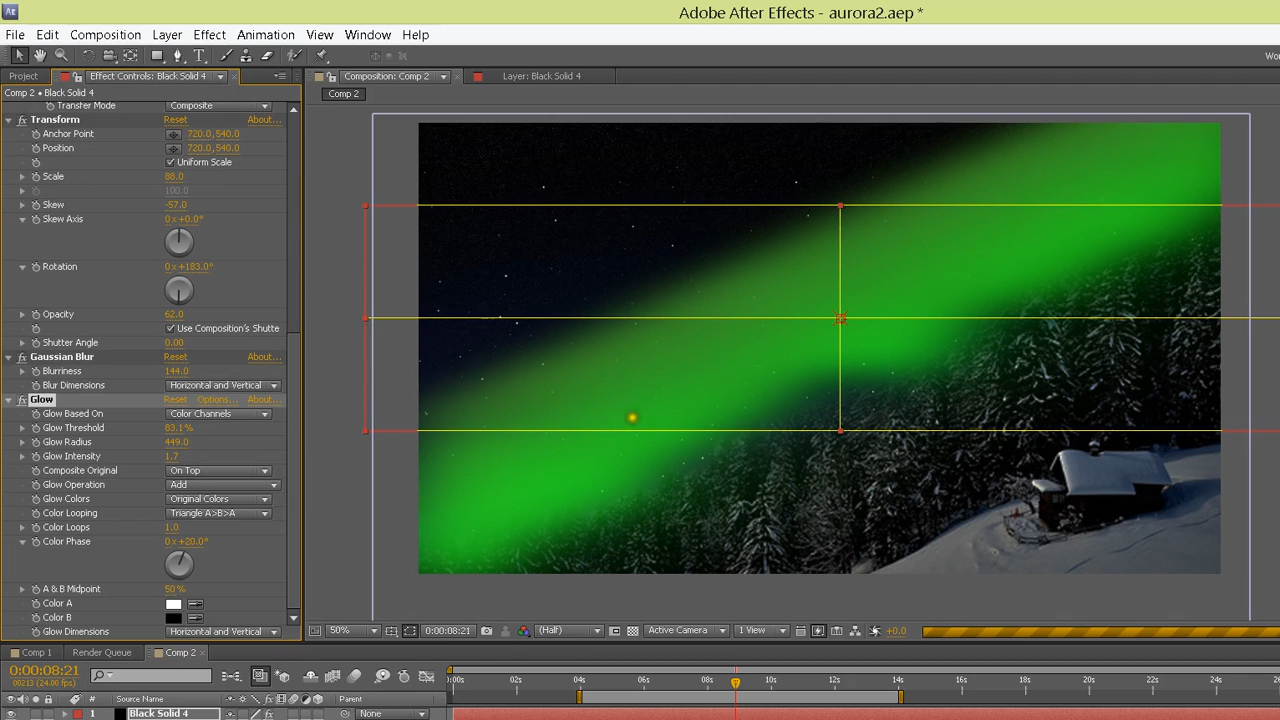 Ae
Adobe After Effects - aurora2.aep *
File Edit Composition Layer Effect Animation View Window Help
Project Effect Controls: Black Solid 4 Composition: Comp 2 Layer: Black Solid 4
Comp 2 • Black Solid 4
Comp 2
Transfer Mode Composite
fx Transform Reset About...
Anchor Point 720.0,540.0
Position 720.0,540.0
Uniform Scale
Scale 88.0
100.0
Skew -57.0
Skew Axis 0x+0.0°
Rotation 0x+183.0°
Opacity 62.0
Use Composition's Shutte
Shutter Angle 0.00
fx Gaussian Blur Reset About...
Blurriness 144.0
Blur Dimensions Horizontal and Vertical
fx Glow Reset Options... About...
Glow Based On Color Channels
Glow Threshold 83.1%
Glow Radius 449.0
Glow Intensity 1.7
Composite Original On Top
Glow Operation Add
Glow Colors Original Colors
Color Looping Triangle A>B>A
Color Loops 1.0
Color Phase 0x+20.0°
A & B Midpoint 50%
Color A
Color B
Glow Dimensions Horizontal and Vertical
50% 0:00:08:21 (Half) Active Camera 1 View +0.0
Comp 1 Render Queue Comp 2
0:00:08:21
00213 (24.00 fps)
0:00s 02s 04s 06s 08s 10s 12s 14s 16s 18s 20s 22s 24s 26s
# Source Name Parent
1 Black Solid 4 fx None